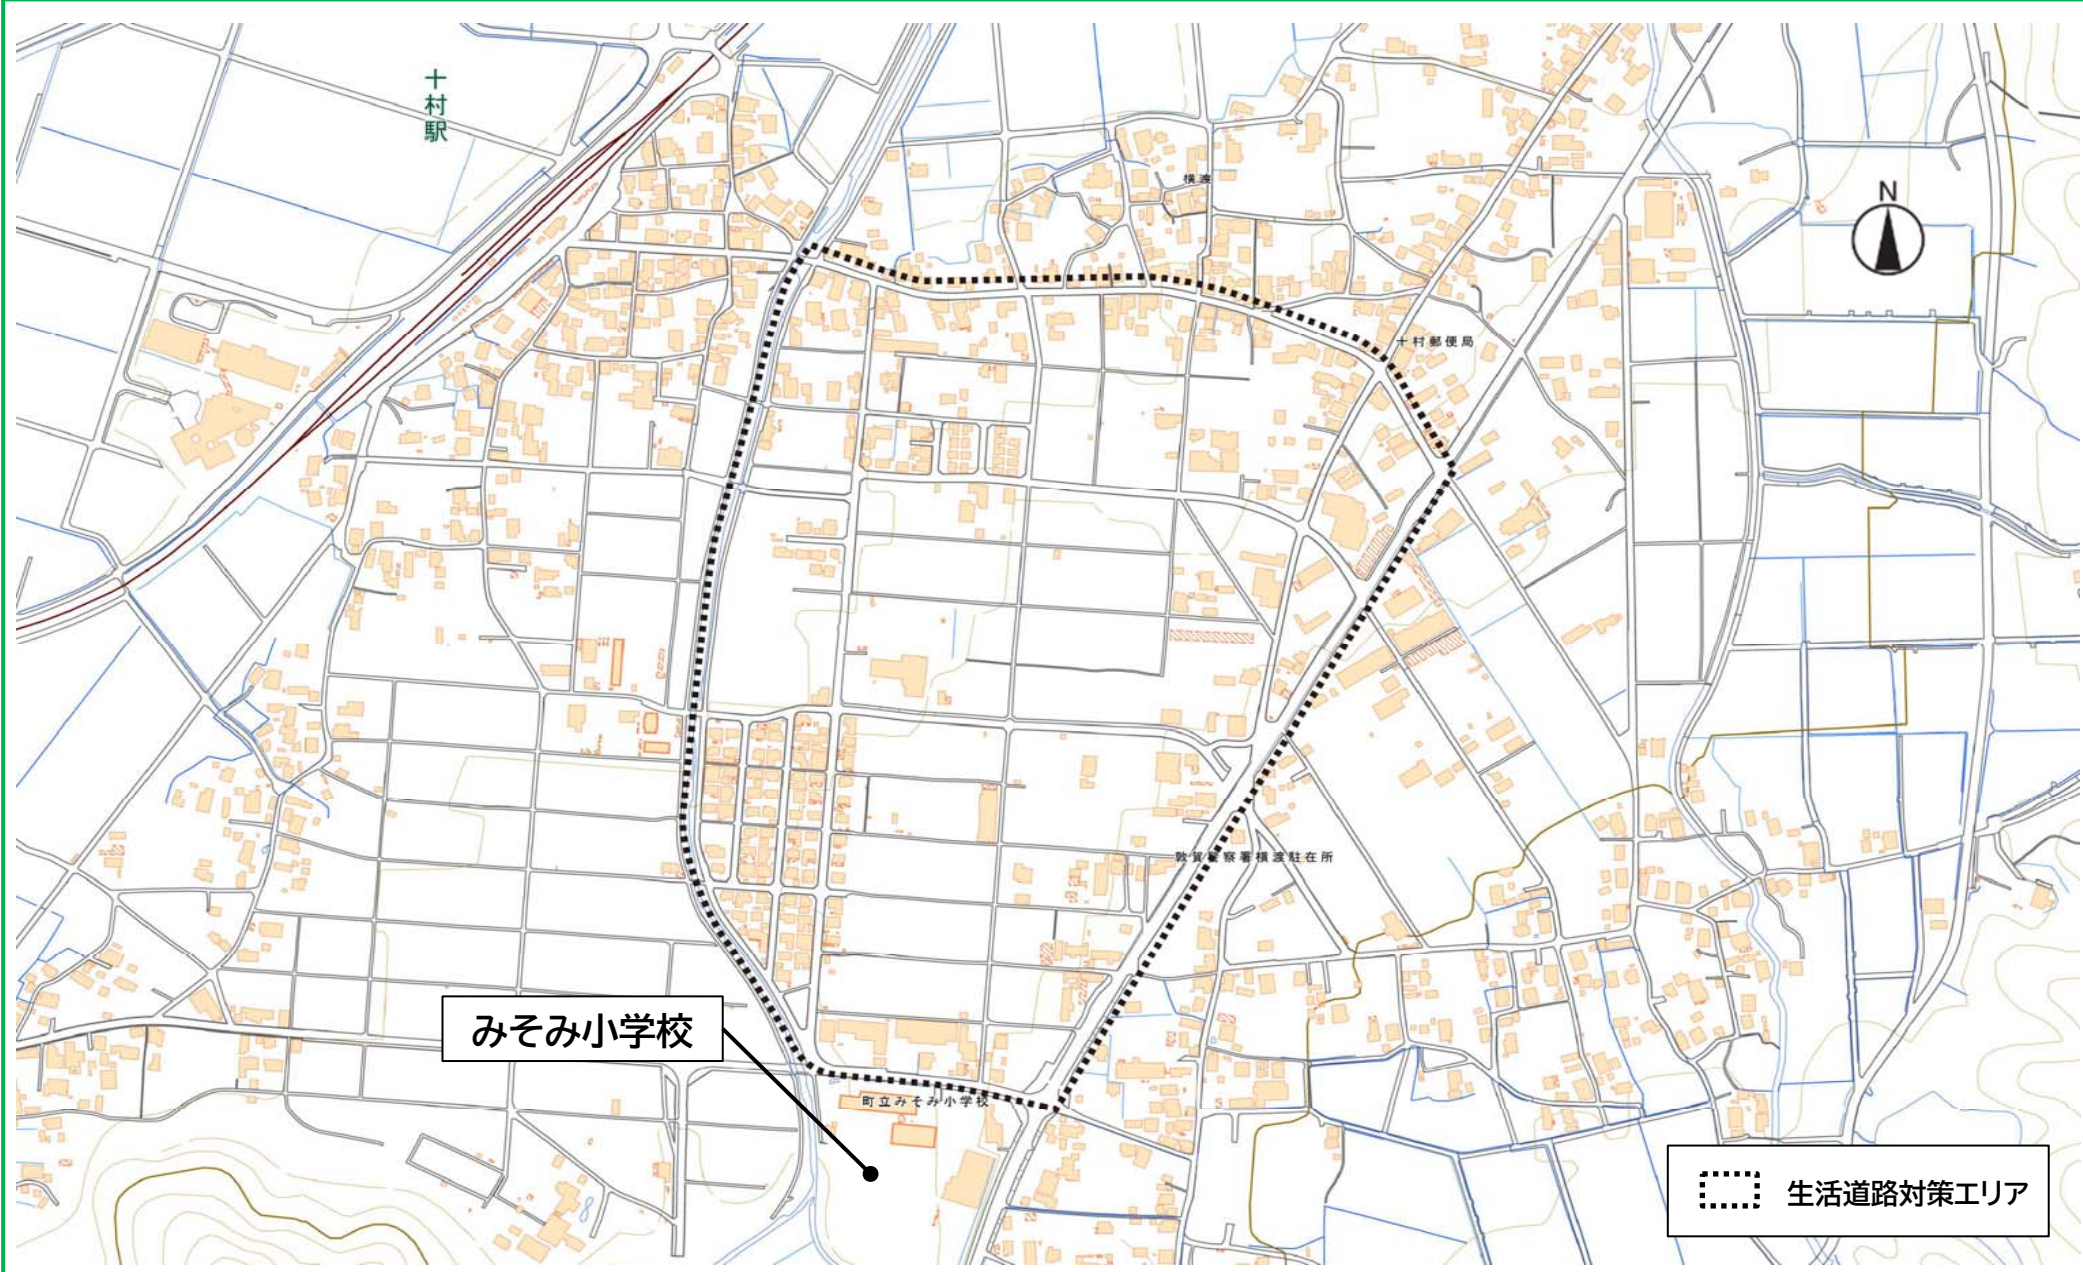 十村駅
横渡
N
十村郵便局
敦賀警察署横渡駐在所
みそみ小学校
町立みそみ小学校
生活道路対策エリア